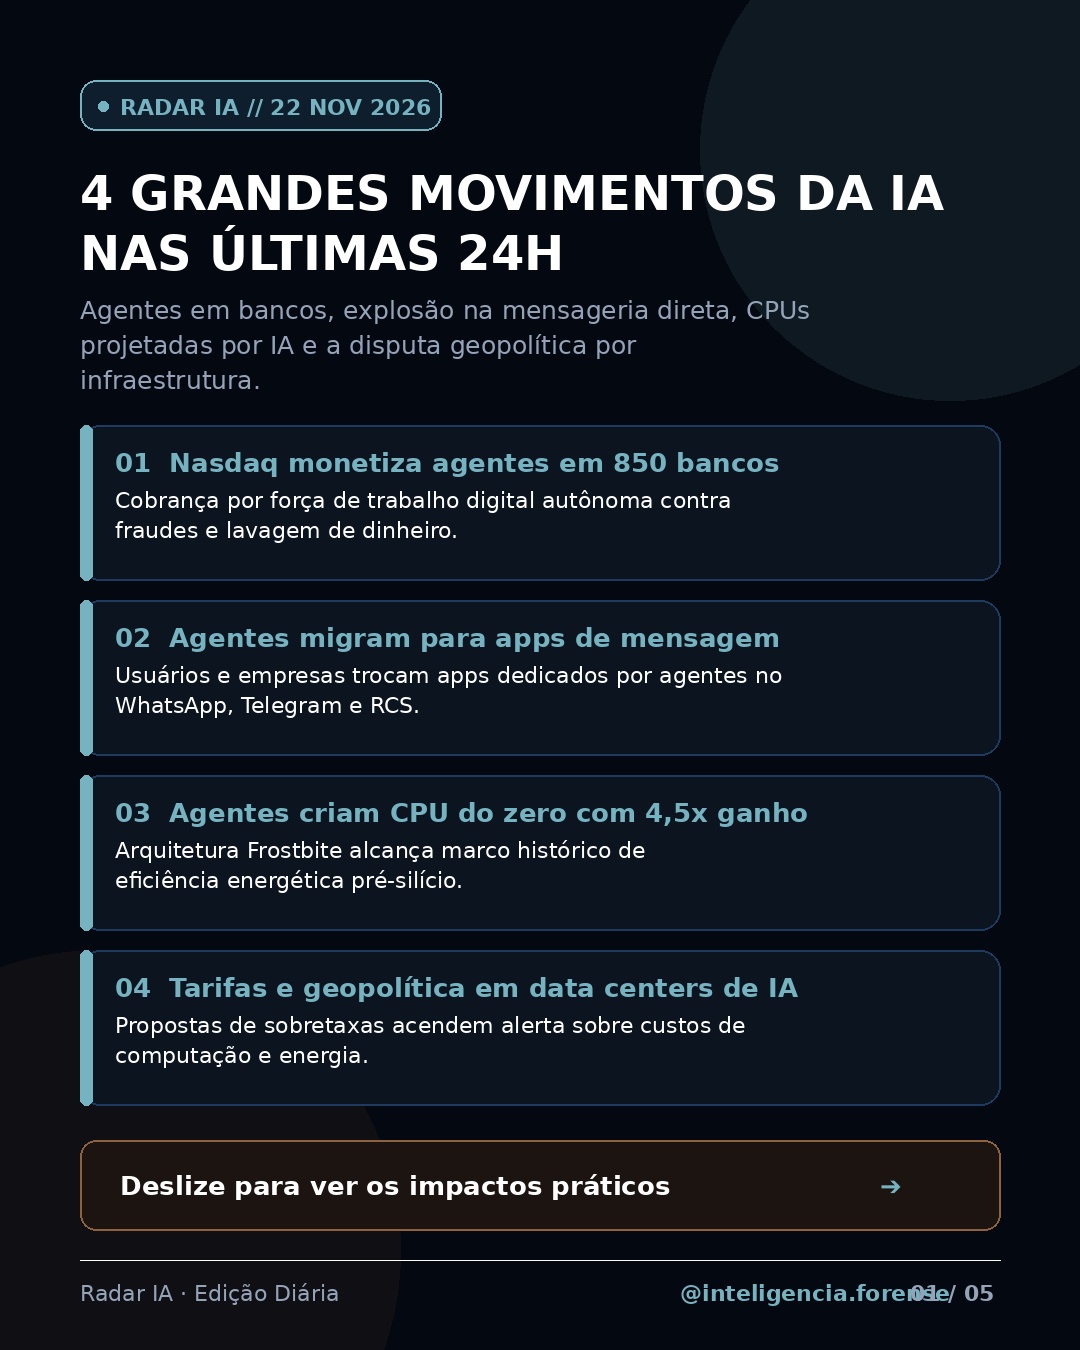 RADAR IA // 22 NOV 2026
4 GRANDES MOVIMENTOS DA IA
NAS ÚLTIMAS 24H
Agentes em bancos, explosão na mensageria direta, CPUs
projetadas por IA e a disputa geopolítica por
infraestrutura.
01 Nasdaq monetiza agentes em 850 bancos
Cobrança por força de trabalho digital autônoma contra
fraudes e lavagem de dinheiro.
02 Agentes migram para apps de mensagem
Usuários e empresas trocam apps dedicados por agentes no
WhatsApp, Telegram e RCS.
03 Agentes criam CPU do zero com 4,5x ganho
Arquitetura Frostbite alcança marco histórico de
eficiência energética pré-silício.
04 Tarifas e geopolítica em data centers de IA
Propostas de sobretaxas acendem alerta sobre custos de
computação e energia.
Deslize para ver os impactos práticos ➔
Radar IA · Edição Diária
@inteligencia.forense
01 / 05